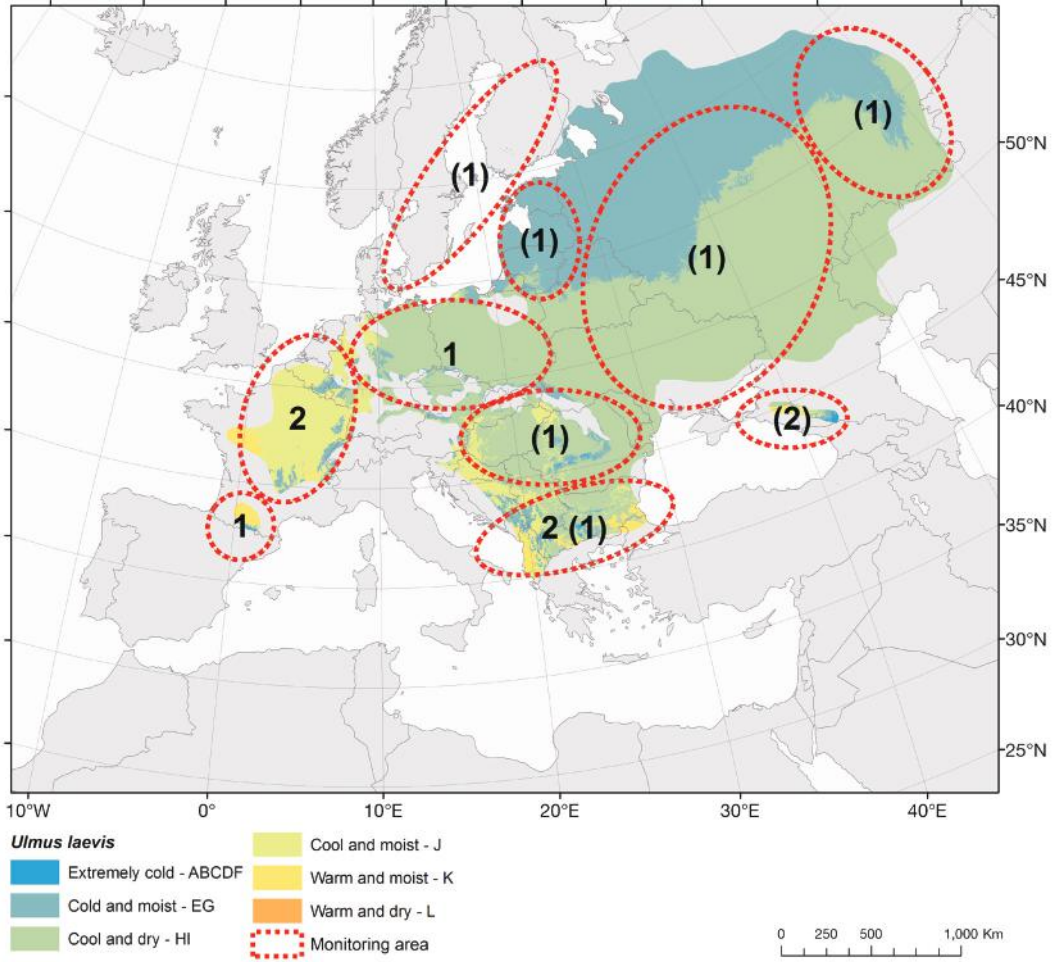 (1)
(1)
50°N
(1)
(1)
45°N
1
2
(1)
(2)
40°N
1
2 (1)
35°N
30°N
25°N
10°W 0° 10°E 20°E 30°E 40°E
Ulmus laevis
Extremely cold - ABCDF
Cold and moist - EG
Cool and dry - HI
Cool and moist - J
Warm and moist - K
Warm and dry - L
Monitoring area
0 250 500 1,000 Km